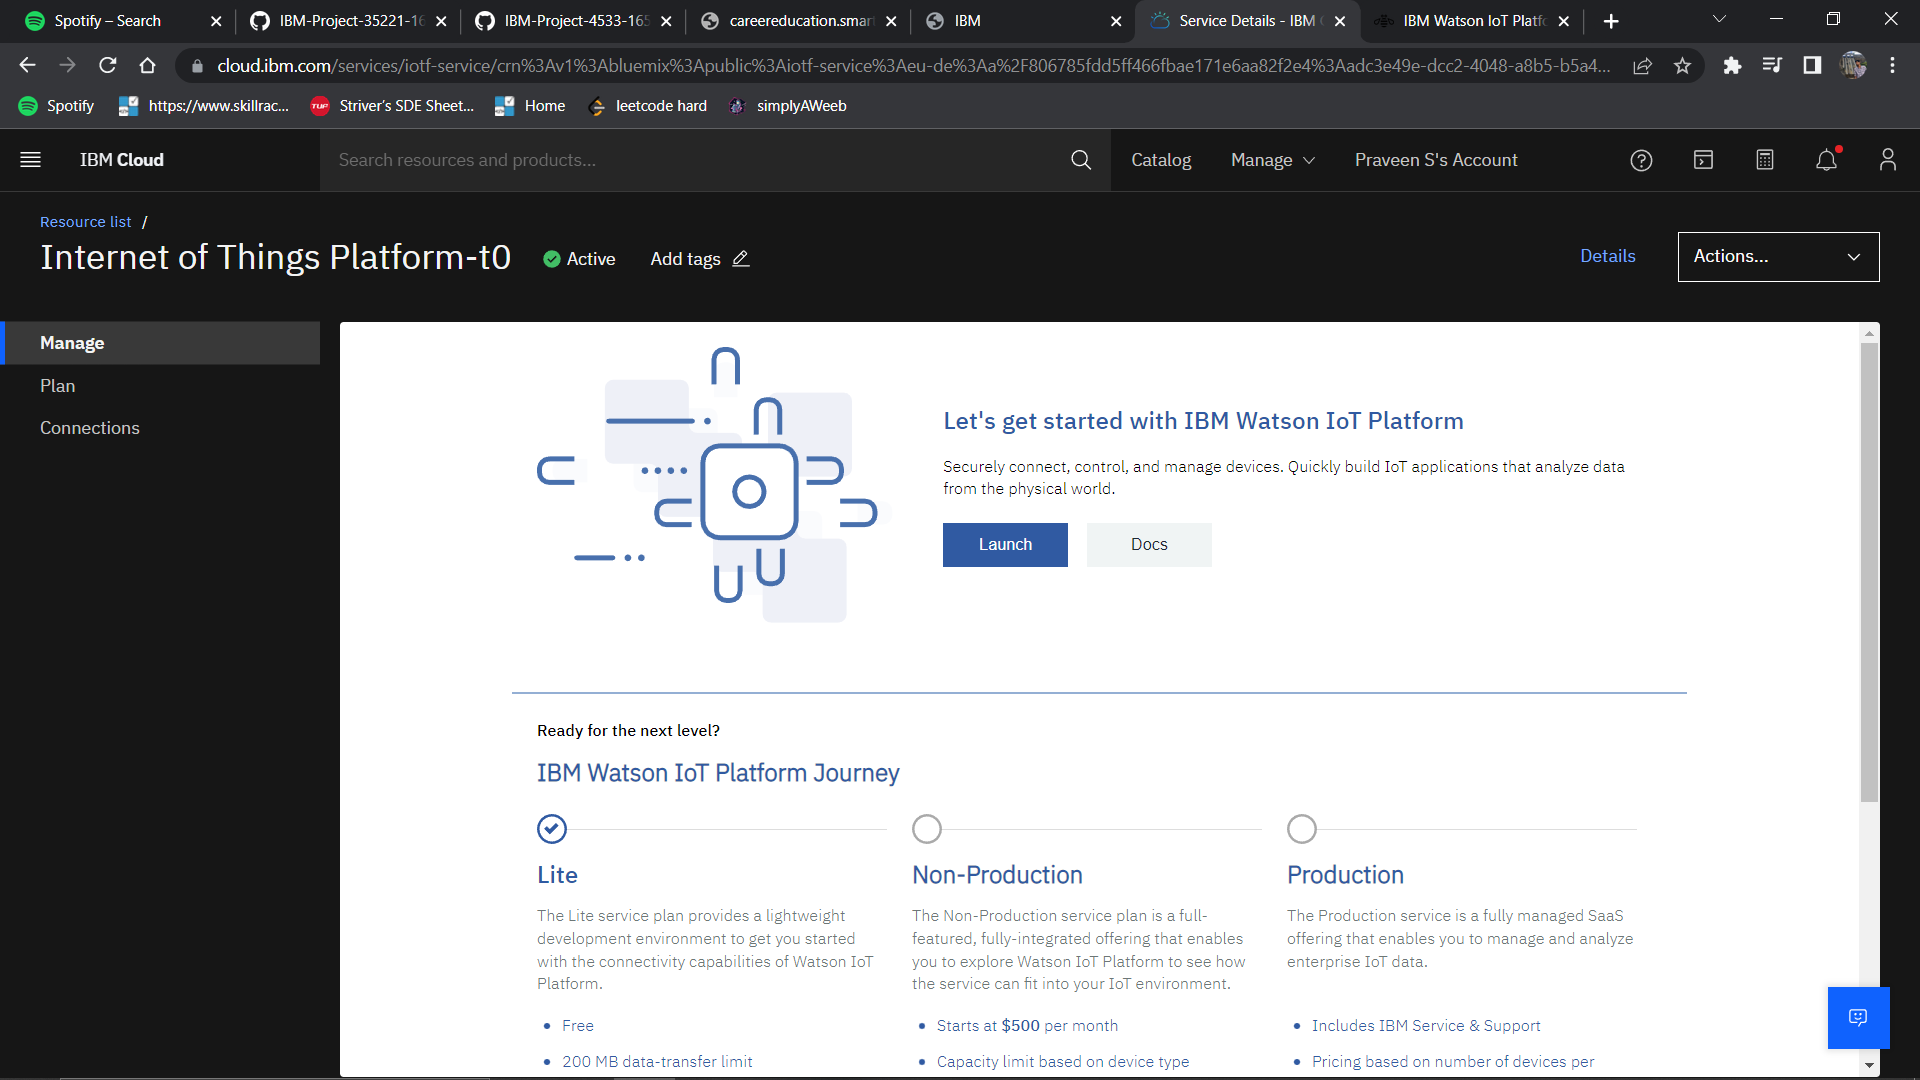 Spotify – Search
IBM-Project-35221-16
IBM-Project-4533-165
careereducation.smar
IBM
Service Details - IBM
IBM Watson IoT Platf
cloud.ibm.com/services/iotf-service/crn%3Av1%3Abluemix%3Apublic%3Aiotf-service%3Aeu-de%3Aa%2F806785fdd5ff466fbae171e6aa82f2e4%3Aadc3e49e-dcc2-4048-a8b5-b5a4...
Spotify
https://www.skillrac...
TUF
Striver's SDE Sheet...
Home
leetcode hard
simplyAWeeb
IBM Cloud
Search resources and products...
Catalog
Manage
Praveen S's Account
Resource list /
Internet of Things Platform-t0
Active
Add tags
Details
Actions...
Manage
Plan
Connections
Let's get started with IBM Watson IoT Platform
Securely connect, control, and manage devices. Quickly build IoT applications that analyze data
from the physical world.
Launch
Docs
Ready for the next level?
IBM Watson IoT Platform Journey
Lite
The Lite service plan provides a lightweight
development environment to get you started
with the connectivity capabilities of Watson IoT
Platform.
• Free
• 200 MB data-transfer limit
Non-Production
The Non-Production service plan is a full-
featured, fully-integrated offering that enables
you to explore Watson IoT Platform to see how
the service can fit into your IoT environment.
• Starts at $500 per month
• Capacity limit based on device type
Production
The Production service is a fully managed SaaS
offering that enables you to manage and analyze
enterprise IoT data.
• Includes IBM Service & Support
• Pricing based on number of devices per